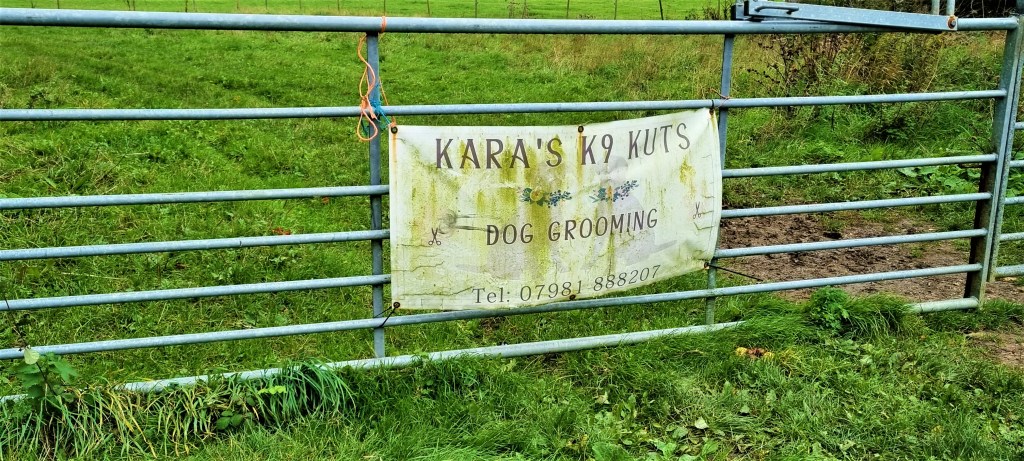 KARA'S K9 KUTS
DOG GROOMING
Tel: 07981 888207